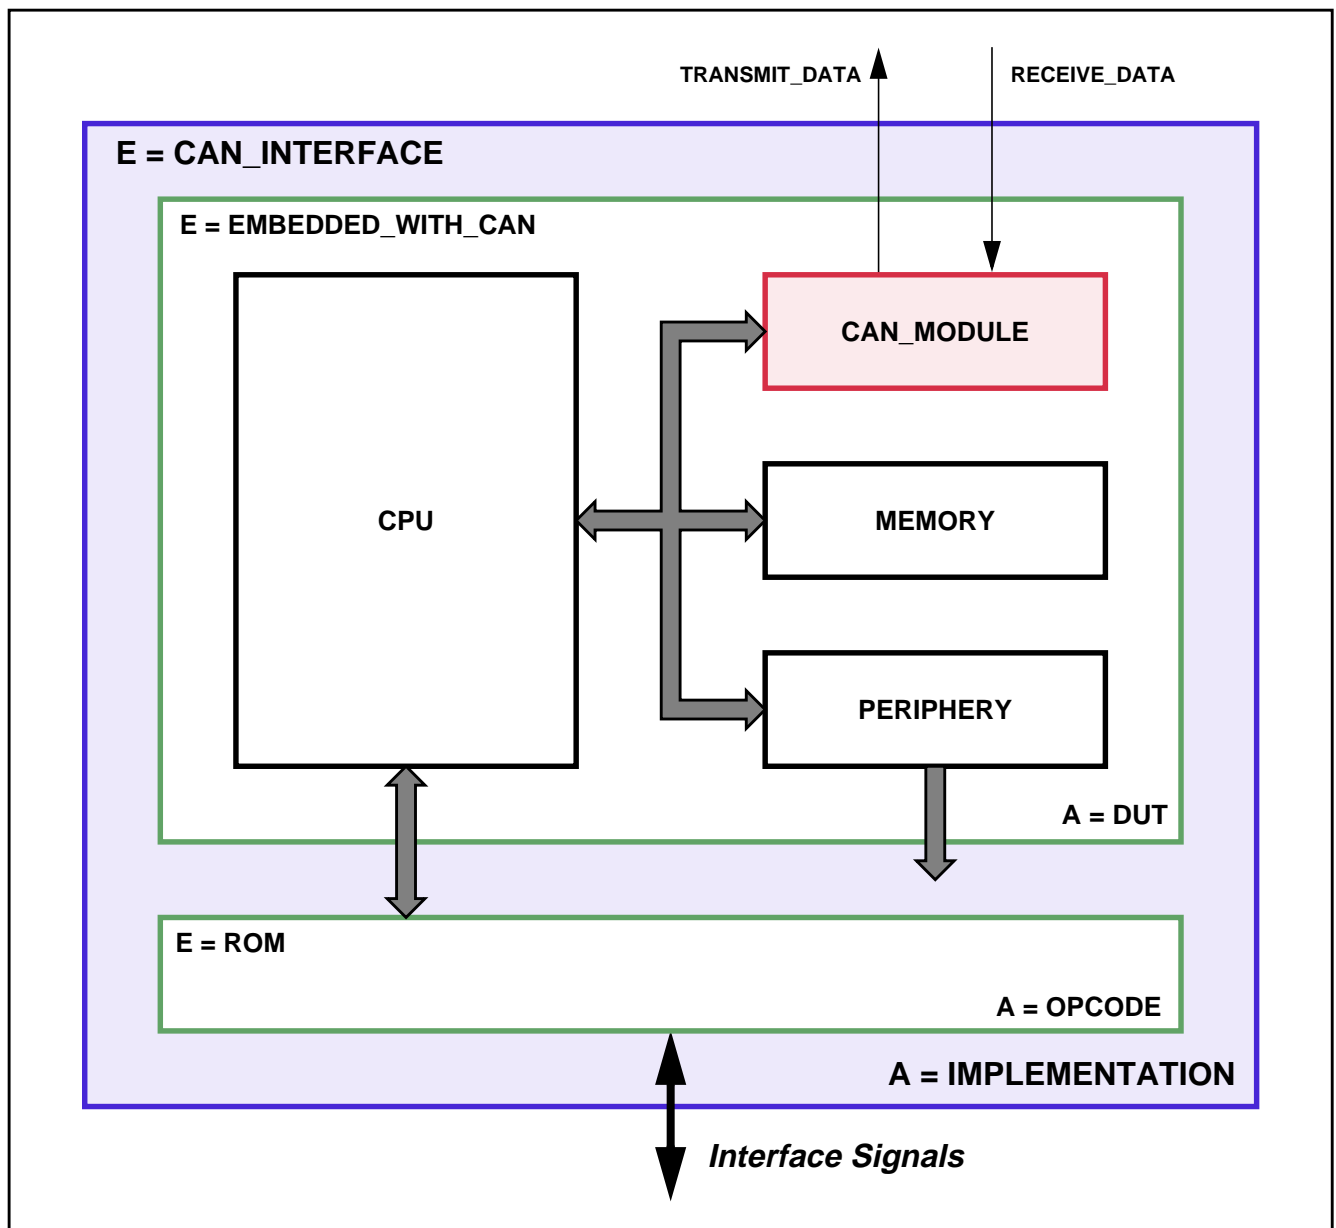 TRANSMIT_DATA
RECEIVE_DATA
E = CAN_INTERFACE
E = EMBEDDED_WITH_CAN
CAN_MODULE
CPU
MEMORY
PERIPHERY
A = DUT
E = ROM
A = OPCODE
A = IMPLEMENTATION
Interface Signals